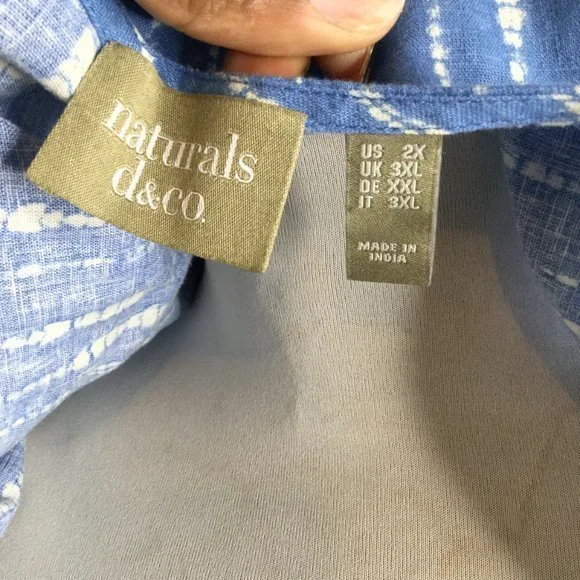 naturals
d&co.
US 2X
UK 3XL
DE XXL
IT 3XL
MADE IN
INDIA